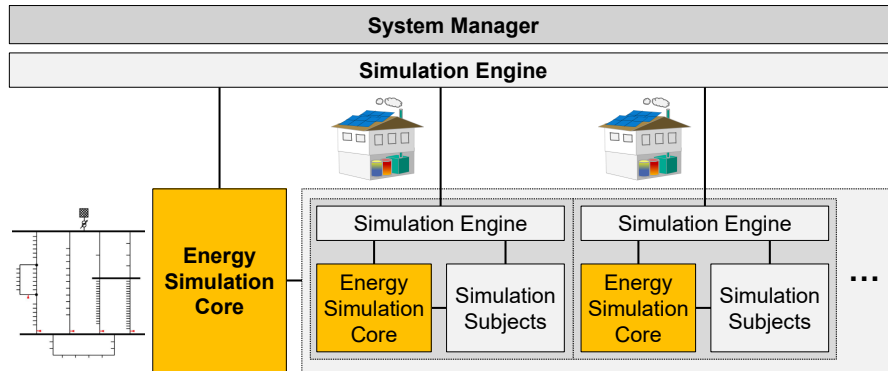 System Manager
Simulation Engine
Energy
Simulation
Core
Simulation Engine
Energy
Simulation
Core
Simulation
Subjects
Simulation Engine
Energy
Simulation
Core
Simulation
Subjects
...